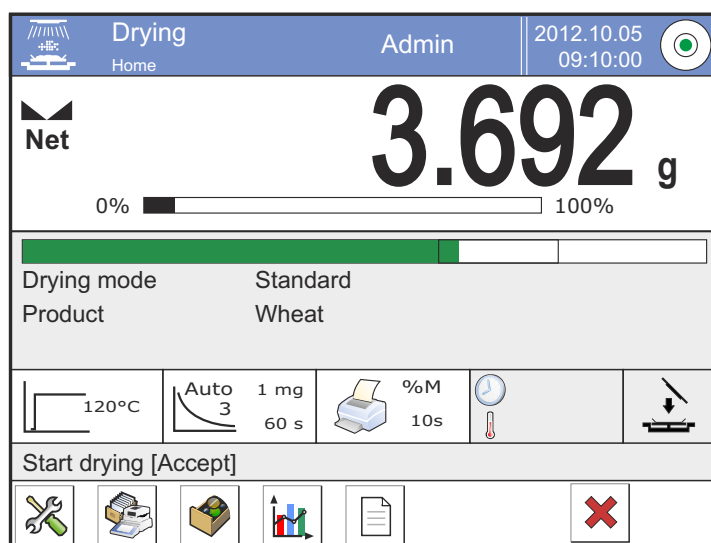 Drying
Home
Admin
2012.10.05
09:10:00
Net
3.692 g
0%
100%
Drying mode Standard
Product Wheat
120°C
Auto
3
1 mg
60 s
%M
10s
Start drying [Accept]